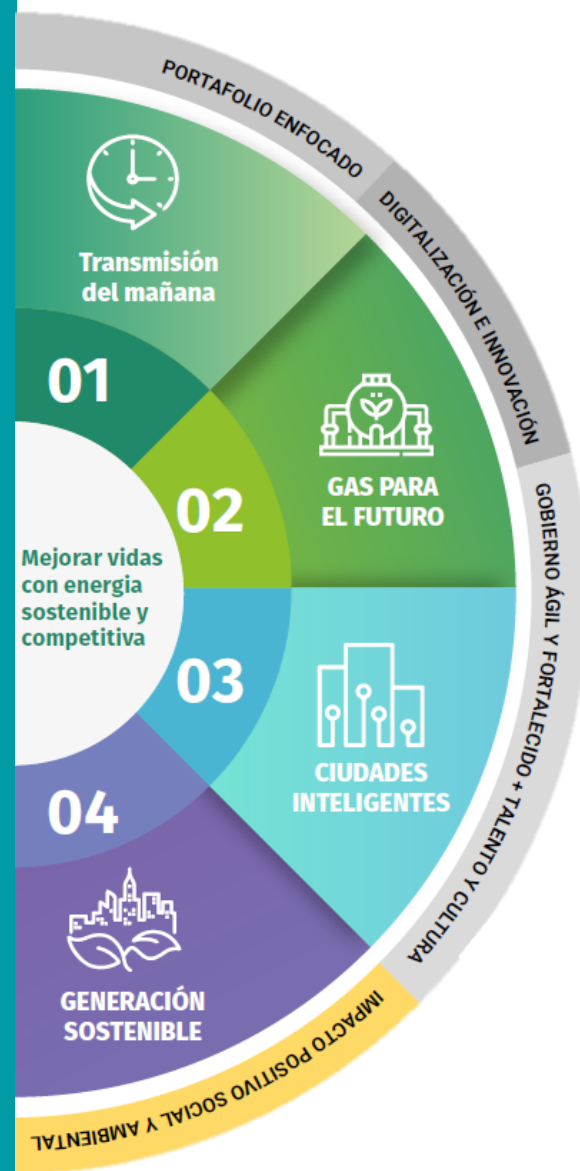 PORTAFOLIO ENFOCADO
DIGITALIZACIÓN E INNOVACIÓN
GOBIERNO ÁGIL Y FORTALECIDO + TALENTO Y CULTURA
IMPACTO POSITIVO SOCIAL Y AMBIENTAL
Transmisión
del mañana
01
GAS PARA
EL FUTURO
02
Mejorar vidas
con energia
sostenible y
competitiva
03
CIUDADES
INTELIGENTES
04
GENERACIÓN
SOSTENIBLE